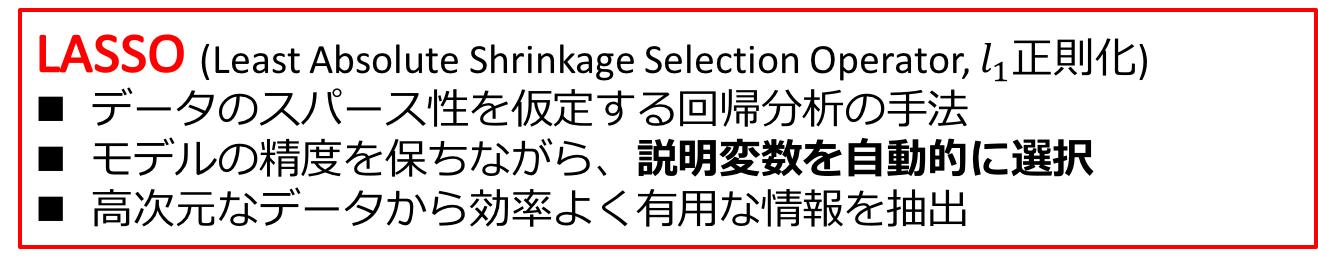 LASSO (Least Absolute Shrinkage Selection Operator, l₁正則化)
■ データのスパース性を仮定する回帰分析の手法
■ モデルの精度を保ちながら、説明変数を自動的に選択
■ 高次元なデータから効率よく有用な情報を抽出